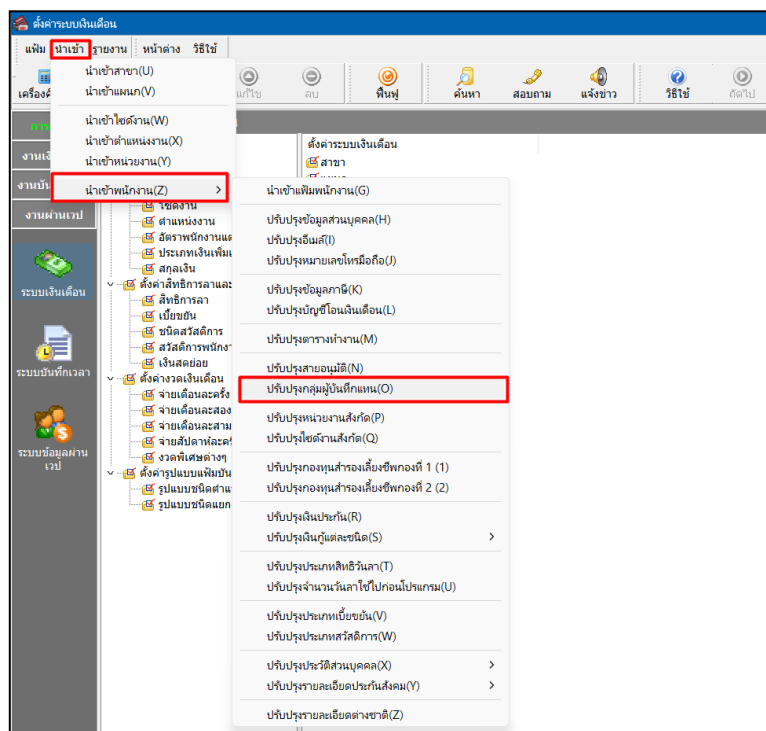 ตั้งค่าระบบเงินเดือน
แฟ้ม นำเข้า รายงาน หน้าต่าง วิธีใช้
แก้ไข ลบ ฟื้นฟู ค้นหา สอบถาม แจ้งข่าว วิธีใช้ ถัดไป
นำเข้าสาขา(U)
นำเข้าแผนก(V)
นำเข้าไซต์งาน(W)
นำเข้าตำแหน่งงาน(X)
นำเข้าหน่วยงาน(Y)
นำเข้าพนักงาน(Z)
งานผ่านเวป
ระบบเงินเดือน
ระบบบันทึกเวลา
ระบบข้อมูลผ่าน
เวป
ตั้งค่าระบบเงินเดือน
สาขา
ไซต์งาน
ตำแหน่งงาน
อัตราพนักงาน
ประเภทเงินเพิ่ม
สกุลเงิน
ตั้งค่าสิทธิการลาและ
สิทธิการลา
เบี้ยขยัน
ชนิดสวัสดิการ
สวัสดิการพนักง
เงินสดย่อย
ตั้งค่างวดเงินเดือน
จ่ายเดือนละครั้ง
จ่ายเดือนละสอง
จ่ายเดือนละสาม
จ่ายสัปดาห์ละคร
งวดพิเศษต่างๆ
ตั้งค่ารูปแบบแฟ้มบัน
รูปแบบชนิดตำแ
รูปแบบชนิดแยก
นำเข้าแฟ้มพนักงาน(G)
ปรับปรุงข้อมูลส่วนบุคคล(H)
ปรับปรุงอีเมล์(I)
ปรับปรุงหมายเลขโทรมือถือ(J)
ปรับปรุงข้อมูลภาษี(K)
ปรับปรุงบัญชีโอนเงินเดือน(L)
ปรับปรุงตารางทำงาน(M)
ปรับปรุงสายอนุมัติ(N)
ปรับปรุงกลุ่มผู้บันทึกแทน(O)
ปรับปรุงหน่วยงานสังกัด(P)
ปรับปรุงไซต์งานสังกัด(Q)
ปรับปรุงกองทุนสำรองเลี้ยงชีพกองที่ 1 (1)
ปรับปรุงกองทุนสำรองเลี้ยงชีพกองที่ 2 (2)
ปรับปรุงเงินประกัน(R)
ปรับปรุงเงินกู้แต่ละชนิด(S)
ปรับปรุงประเภทสิทธิวันลา(T)
ปรับปรุงจำนวนวันลาใช้ไปก่อนโปรแกรม(U)
ปรับปรุงประเภทเบี้ยขยัน(V)
ปรับปรุงประเภทสวัสดิการ(W)
ปรับปรุงประวัติส่วนบุคคล(X)
ปรับปรุงรายละเอียดประกันสังคม(Y)
ปรับปรุงรายละเอียดต่างชาติ(Z)